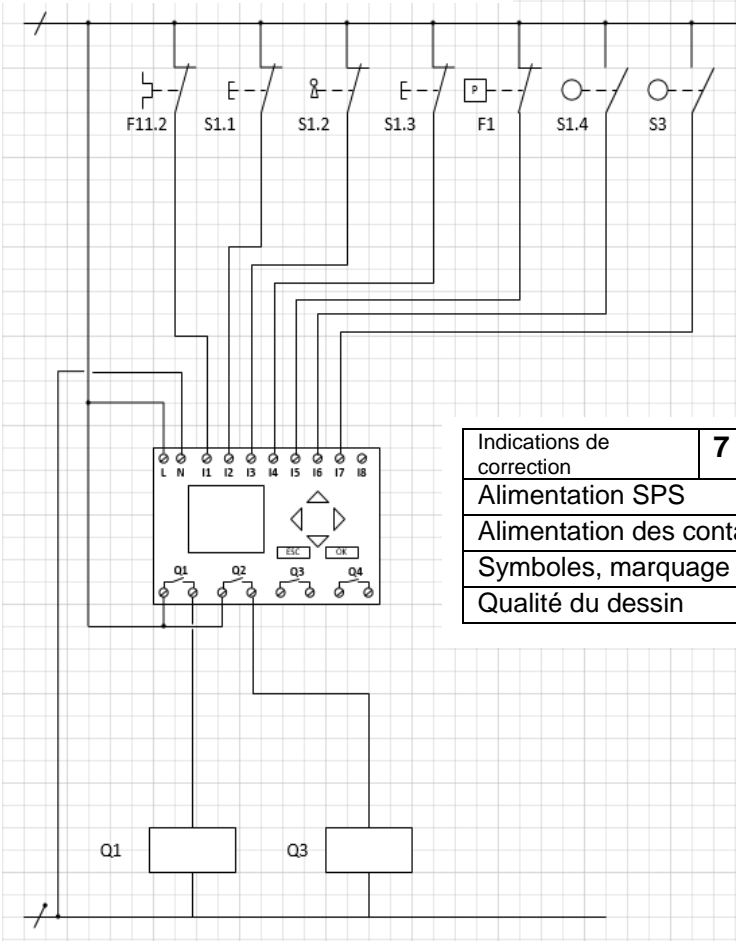 P
F11.2 S1.1 S1.2 S1.3 F1 S1.4 S3
L N I1 I2 I3 I4 I5 I6 I7 I8
ESC OK
Q1 Q2 Q3 Q4
Indications de
correction
7
Alimentation SPS
Alimentation des
Symboles, marquage
Qualité du dessin
Q1 Q3